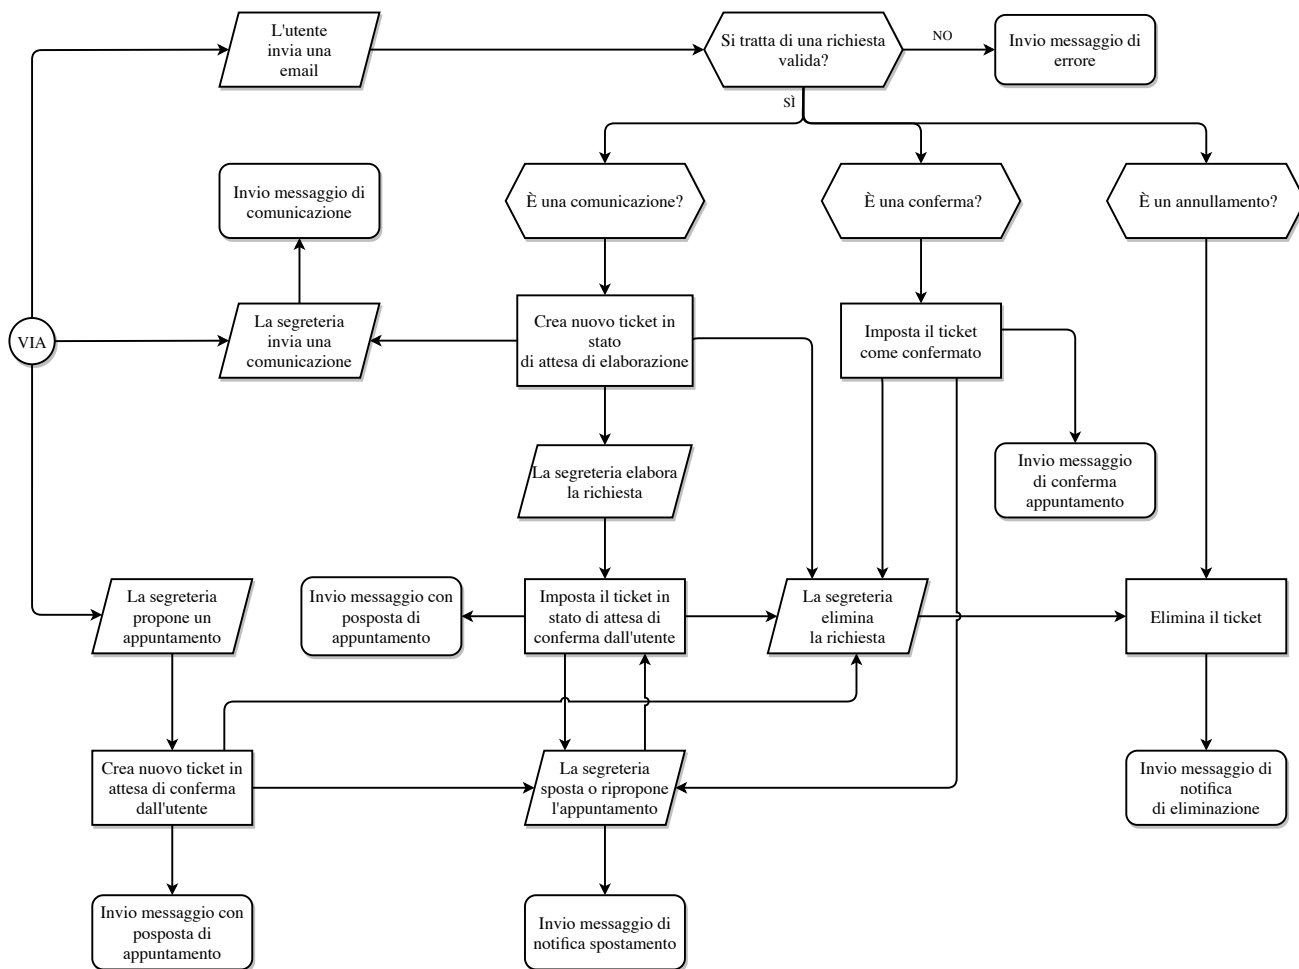 L'utente
invia una
email
Si tratta di una richiesta
valida?
NO
Invio messaggio di
errore
SÌ
Invio messaggio di
comunicazione
È una comunicazione?
È una conferma?
È un annullamento?
VIA
La segreteria
invia una
comunicazione
Crea nuovo ticket in
stato
di attesa di elaborazione
Imposta il ticket
come confermato
La segreteria elabora
la richiesta
Invio messaggio
di conferma
appuntamento
La segreteria
propone un
appuntamento
Invio messaggio con
posposta di
appuntamento
Imposta il ticket in
stato di attesa di
conferma dall'utente
La segreteria
elimina
la richiesta
Elimina il ticket
Crea nuovo ticket in
attesa di conferma
dall'utente
La segreteria
sposta o ripropone
l'appuntamento
Invio messaggio di
notifica
di eliminazione
Invio messaggio con
posposta di
appuntamento
Invio messaggio di
notifica spostamento